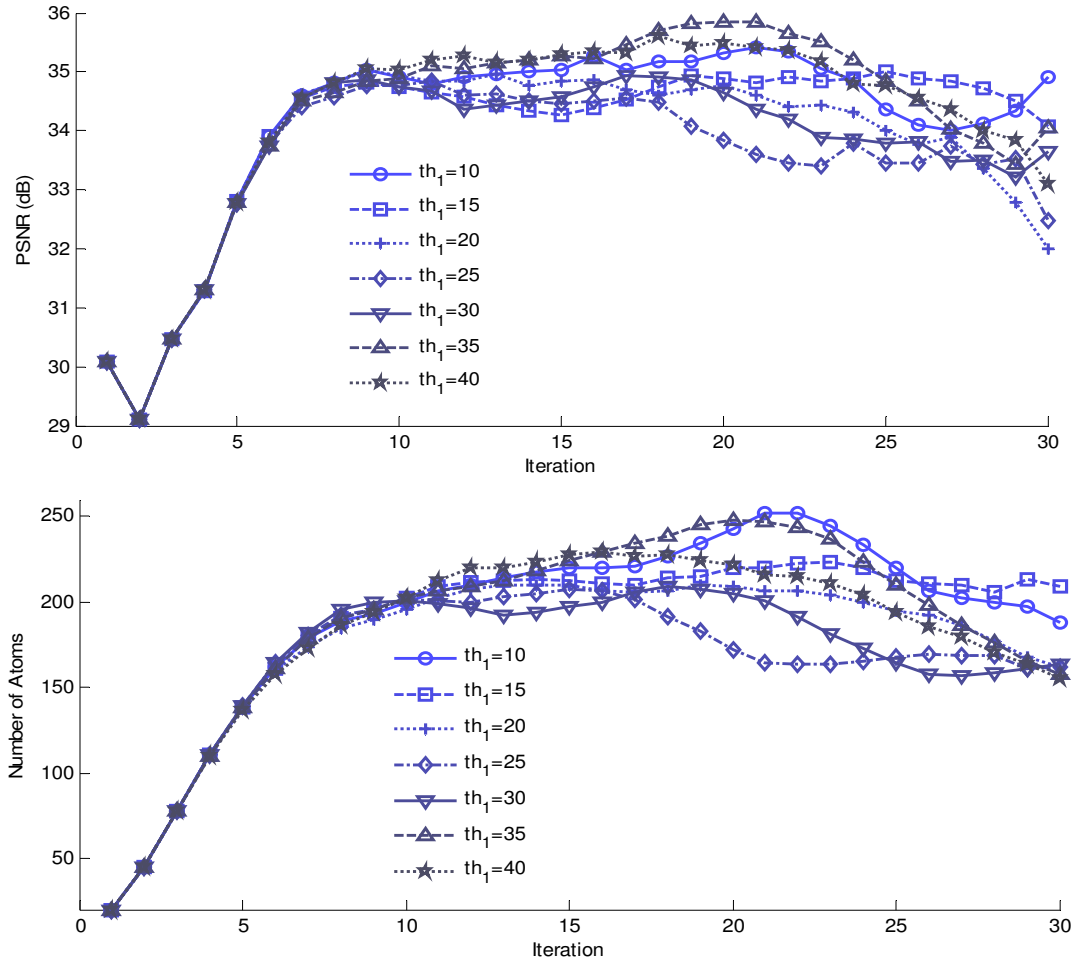 36
35
34
33
32
31
30
29
PSNR (dB)
th1=10
th1=15
th1=20
th1=25
th1=30
th1=35
th1=40
0 5 10 15 20 25 30
Iteration
250
200
150
100
50
Number of Atoms
th1=10
th1=15
th1=20
th1=25
th1=30
th1=35
th1=40
0 5 10 15 20 25 30
Iteration